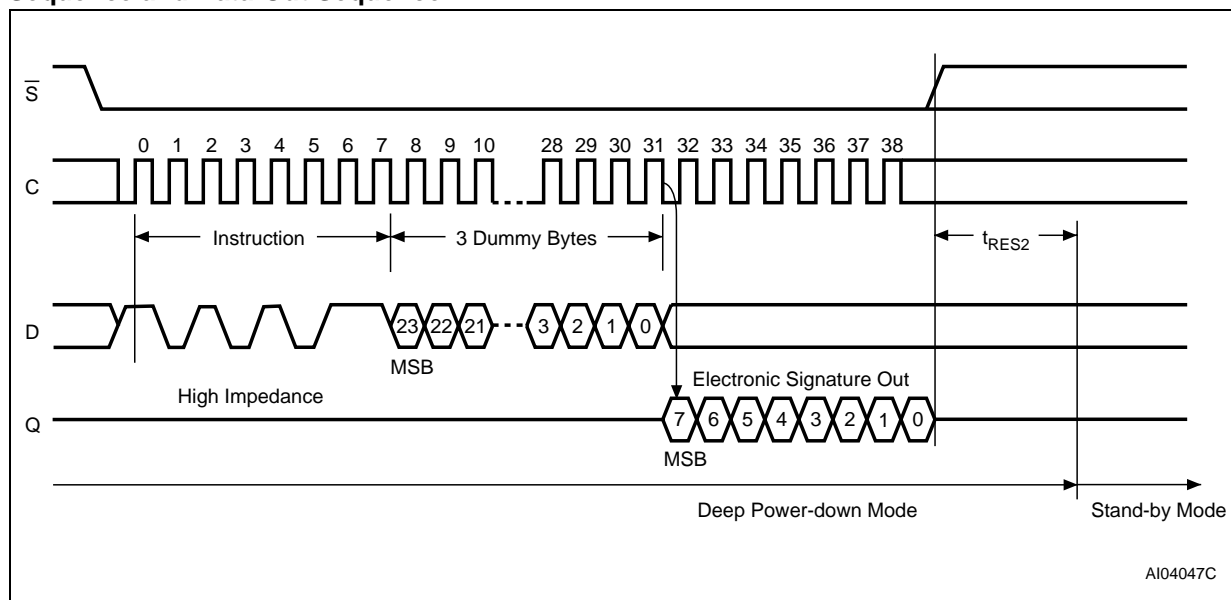 S
0 1 2 3 4 5 6 7 8 9 10 28 29 30 31 32 33 34 35 36 37 38
C
Instruction 3 Dummy Bytes tRES2
D
23 22 21 3 2 1 0
MSB
High Impedance Electronic Signature Out
Q
7 6 5 4 3 2 1 0
MSB
Deep Power-down Mode Stand-by Mode
AI04047C